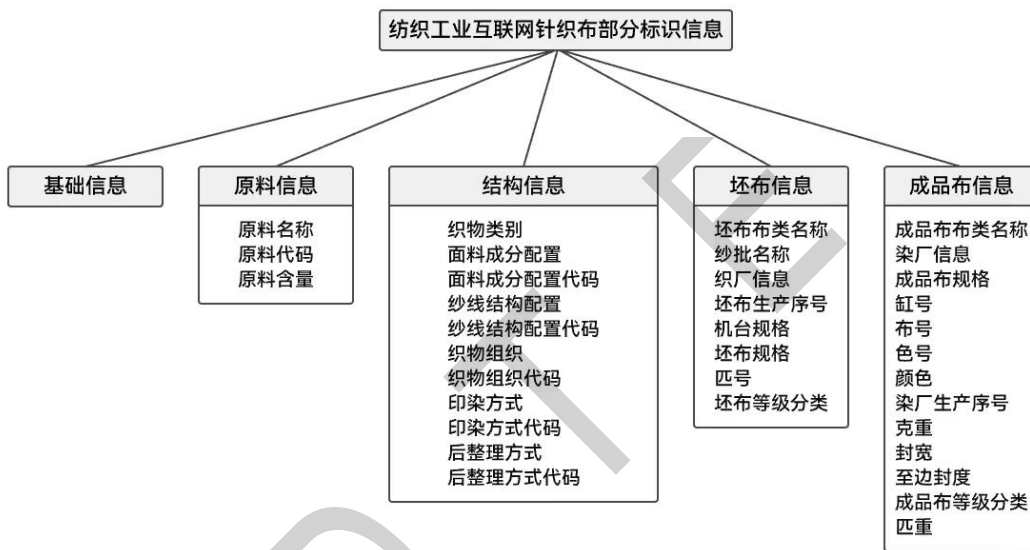 纺织工业互联网针织布部分标识信息
基础信息
原料信息
原料名称
原料代码
原料含量
结构信息
织物类别
面料成分配置
面料成分配置代码
纱线结构配置
纱线结构配置代码
织物组织
织物组织代码
印染方式
印染方式代码
后整理方式
后整理方式代码
坯布信息
坯布布类名称
纱批名称
织厂信息
坯布生产序号
机台规格
坯布规格
匹号
坯布等级分类
成品布信息
成品布布类名称
染厂信息
成品布规格
缸号
布号
色号
颜色
染厂生产序号
克重
封宽
至边封度
成品布等级分类
匹重